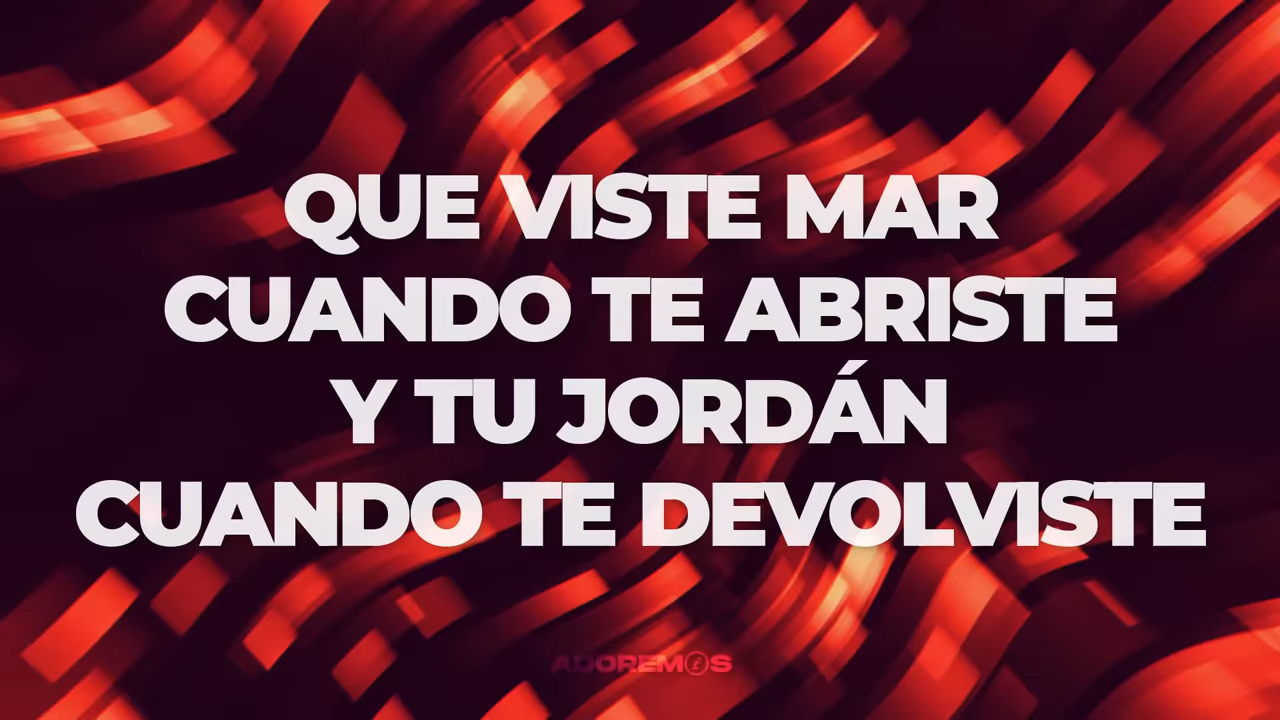 QUE VISTE MAR
CUANDO TE ABRISTE
Y TU JORDÁN
CUANDO TE DEVOLVISTE
ADOREMOS